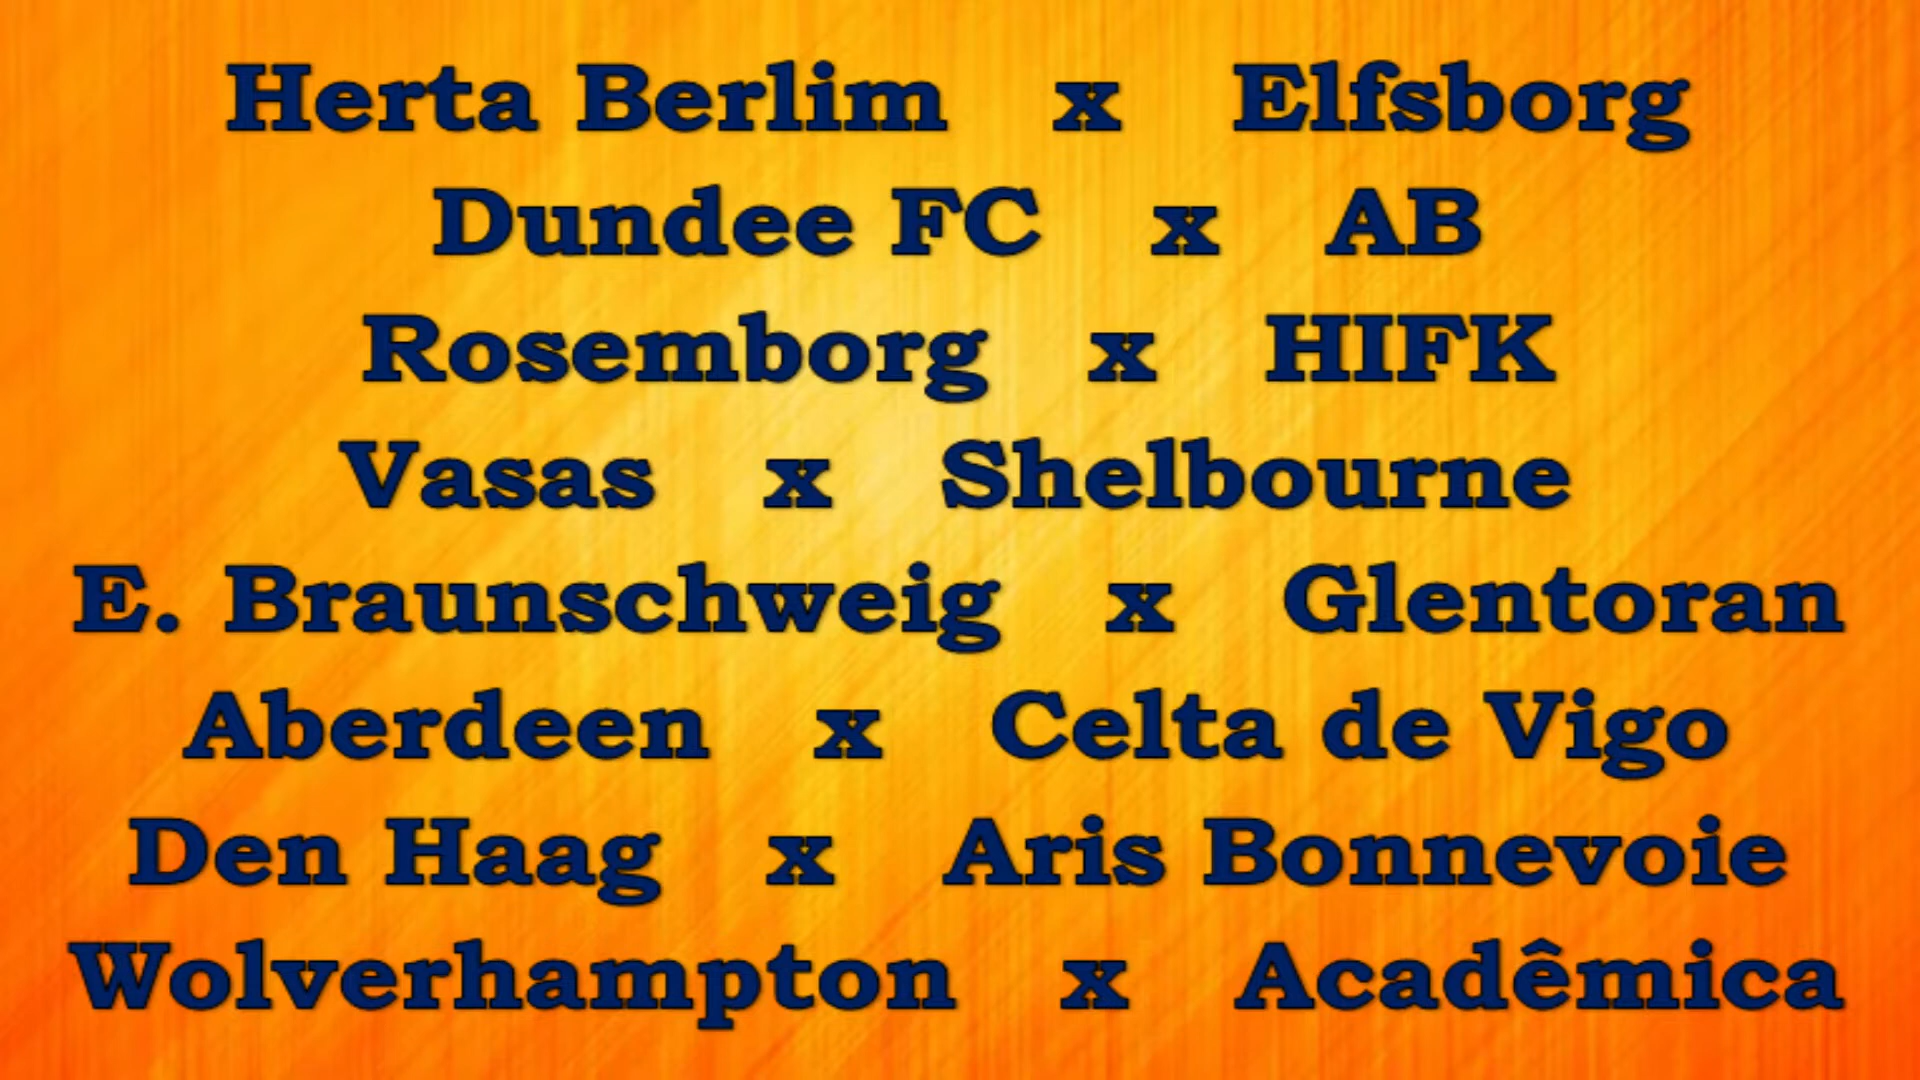 Herta Berlim x Elfsborg
Dundee FC x AB
Rosemborg x HIFK
Vasas x Shelbourne
E. Braunschweig x Glentoran
Aberdeen x Celta de Vigo
Den Haag x Aris Bonnevoie
Wolverhampton x Acadêmica